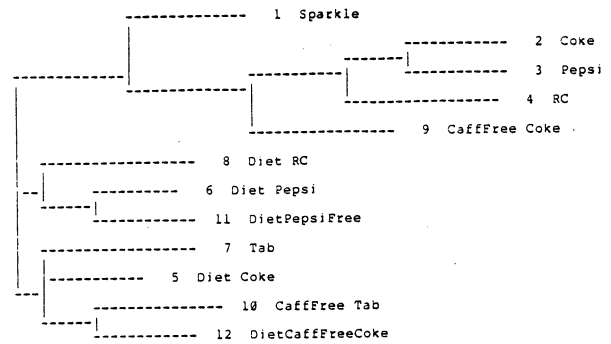 1 Sparkle
2 Coke
3 Pepsi
4 RC
9 CaffFree Coke
8 Diet RC
6 Diet Pepsi
11 DietPepsiFree
7 Tab
5 Diet Coke
10 CaffFree Tab
12 DietCaffFreeCoke